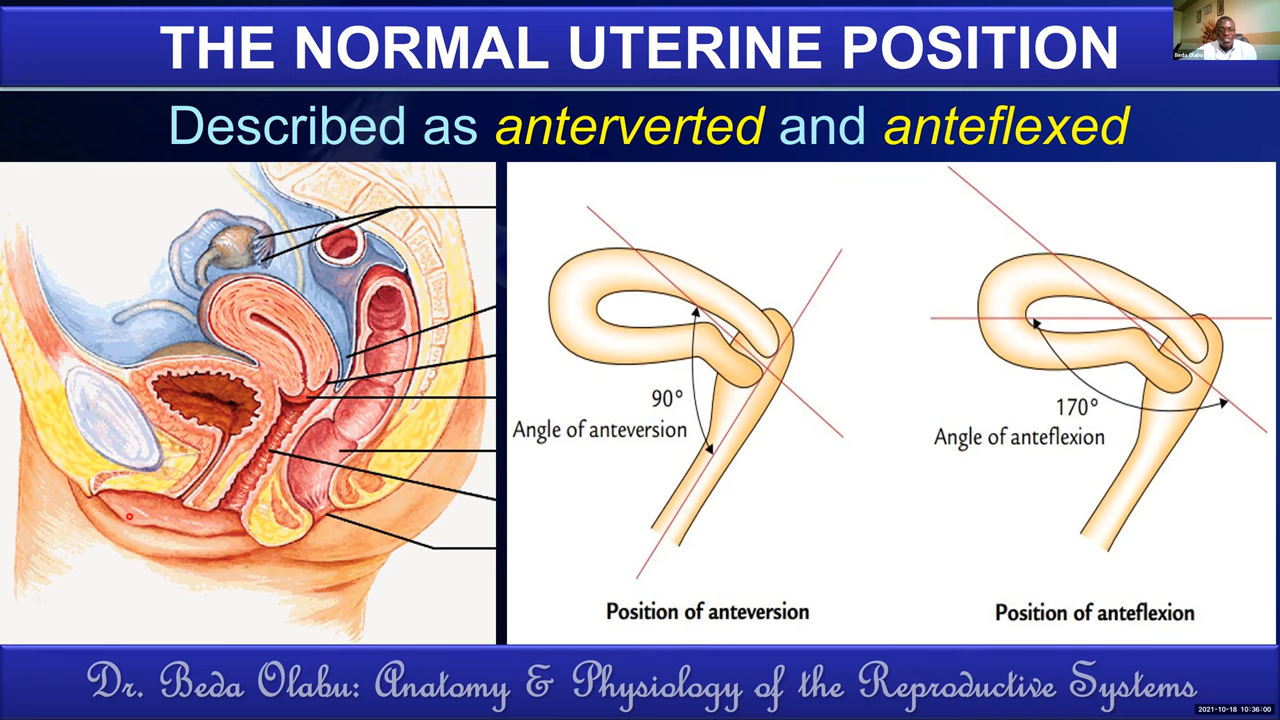 THE NORMAL UTERINE POSITION
Beda Olabu
Described as anterverted and anteflexed
90°
Angle of anteversion
170°
Angle of anteflexion
Position of anteversion
Position of anteflexion
Dr. Beda Olabu: Anatomy & Physiology of the Reproductive Systems
2021-10-18 10:36:00